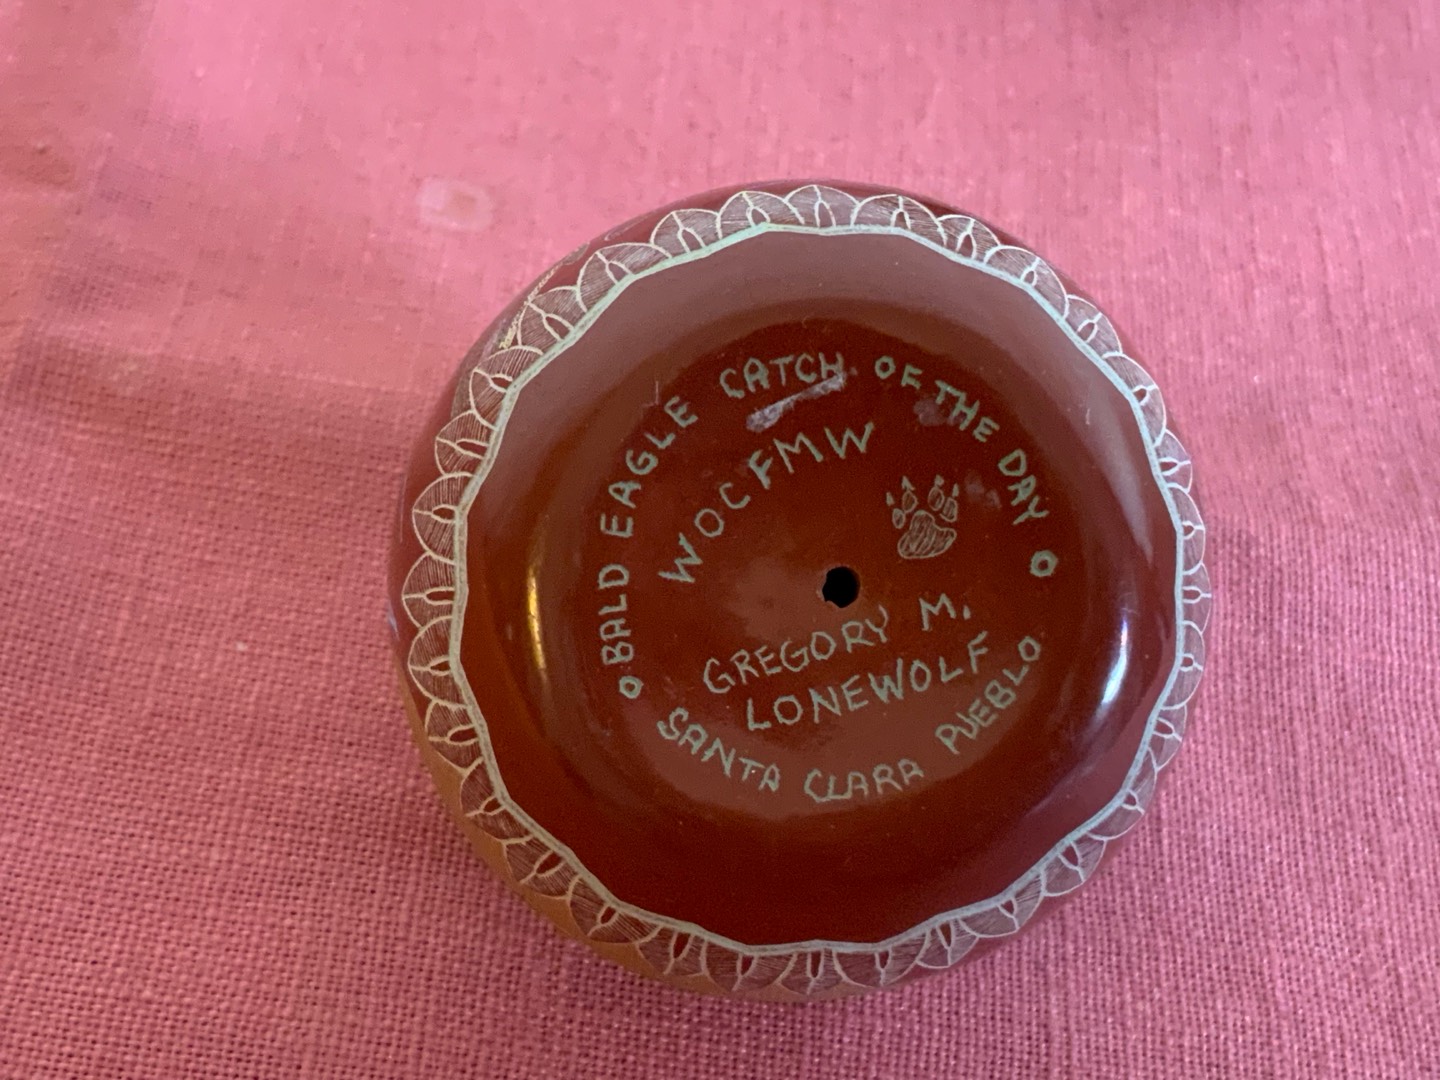 BALD EAGLE CATCH OF THE DAY
WOCFMW
GREGORY M.
LONEWOLF
SANTA CLARA PUEBLO